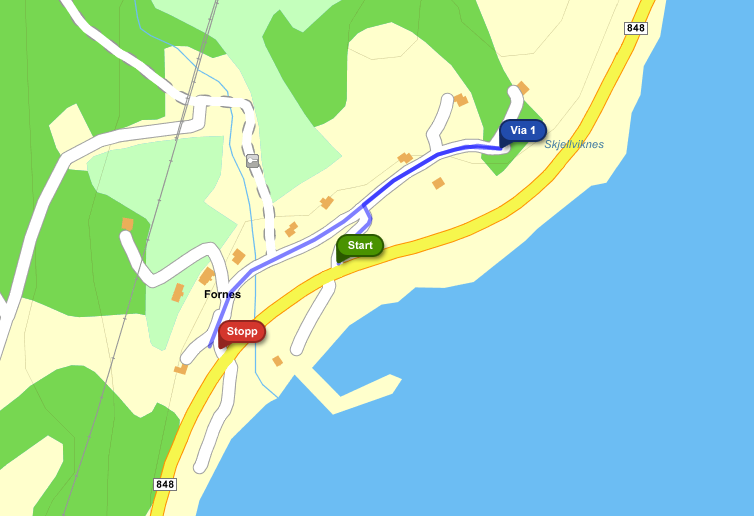 848
Via 1
Skjellviknes
Start
Fornes
Stopp
848